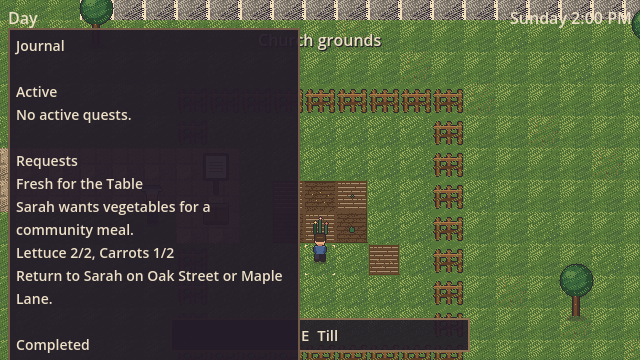 Day
Sunday 2:00 PM
Journal
Church grounds
Active
No active quests.
Requests
Fresh for the Table
Sarah wants vegetables for a
community meal.
Lettuce 2/2, Carrots 1/2
Return to Sarah on Oak Street or Maple
Lane.
E Till
Completed